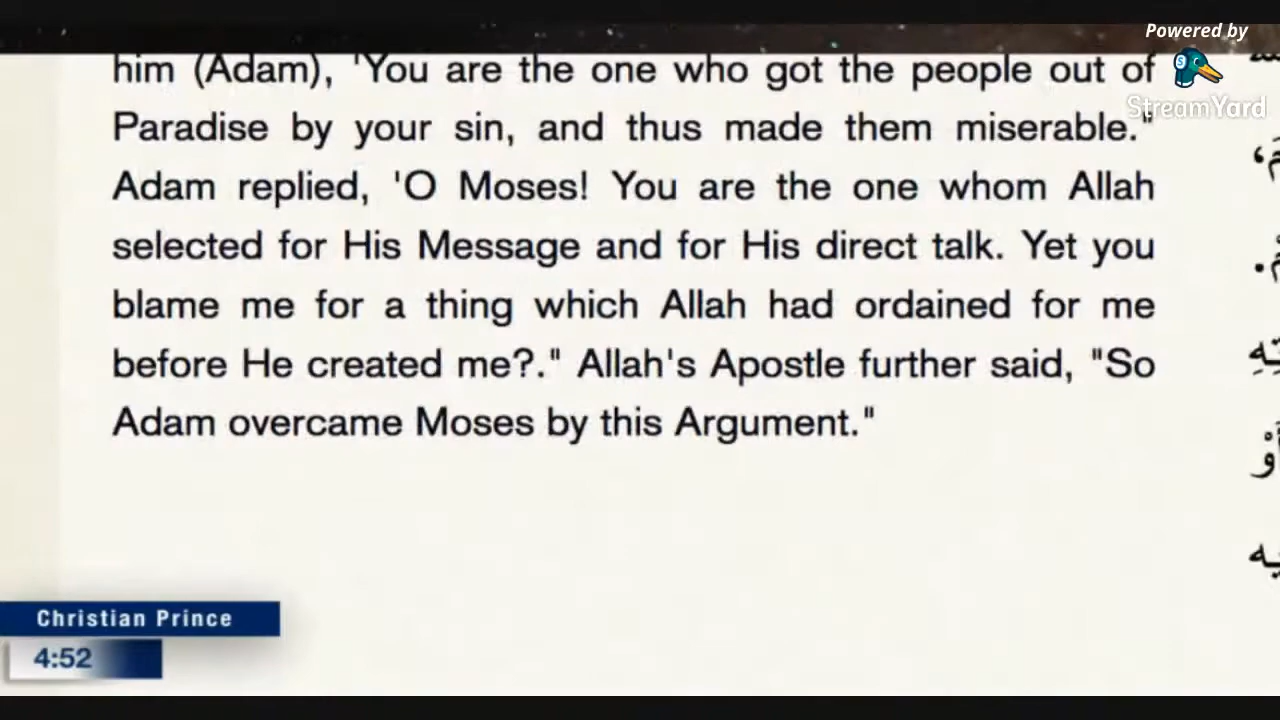 Powered by
StreamYard
him (Adam), 'You are the one who got the people out of
Paradise by your sin, and thus made them miserable."
Adam replied, 'O Moses! You are the one whom Allah
selected for His Message and for His direct talk. Yet you
blame me for a thing which Allah had ordained for me
before He created me?." Allah's Apostle further said, "So
Adam overcame Moses by this Argument."
Christian Prince
4:52